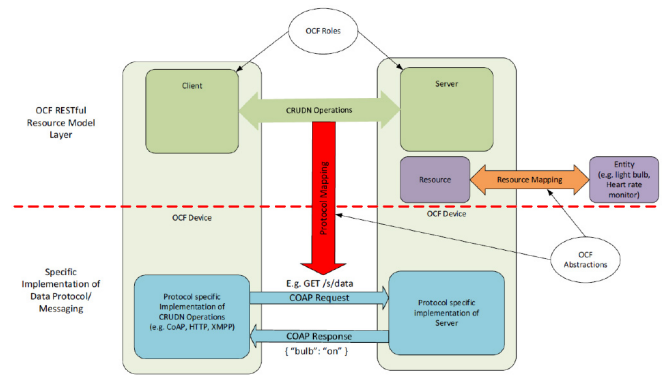 OCF Roles
Client
Server
OCF RESTful
Resource Model
Layer
CRUDN Operations
Resource
Resource Mapping
Entity
(e.g. light bulb,
Heart rate
monitor)
Protocol Mapping
OCF Device
OCF Device
OCF
Abstractions
Specific
Implementation of
Data Protocol/
Messaging
E.g. GET /s/data
COAP Request
Protocol specific
Implementation of
CRUDN Operations
(e.g. CoAP, HTTP, XMPP)
Protocol specific
implementation of
Server
COAP Response
{ “bulb”: “on” }